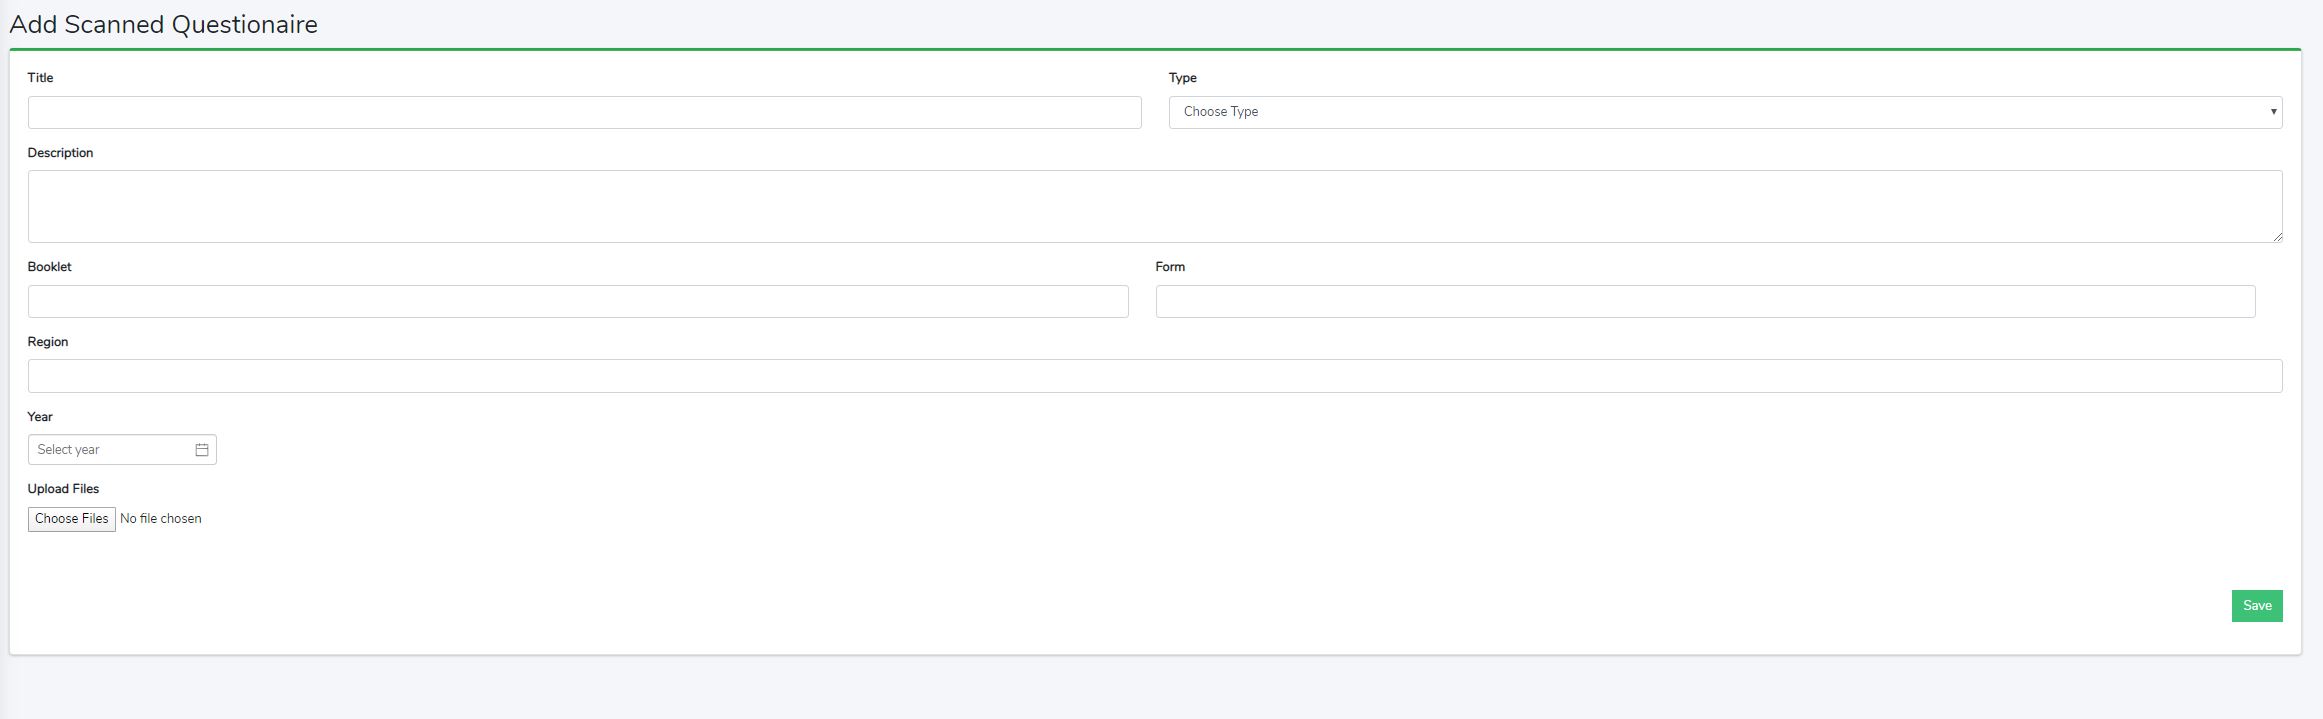 Add Scanned Questionaire
Title
Type
Choose Type
Description
Booklet
Form
Region
Year
Select year
Upload Files
Choose Files No file chosen
Save